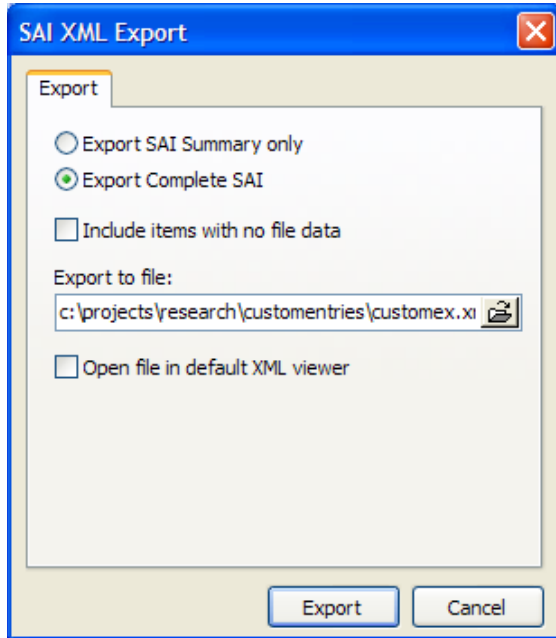 SAI XML Export
Export
Export SAI Summary only
Export Complete SAI
Include items with no file data
Export to file:
c:\projects\research\customentries\customex.x
Open file in default XML viewer
Export Cancel